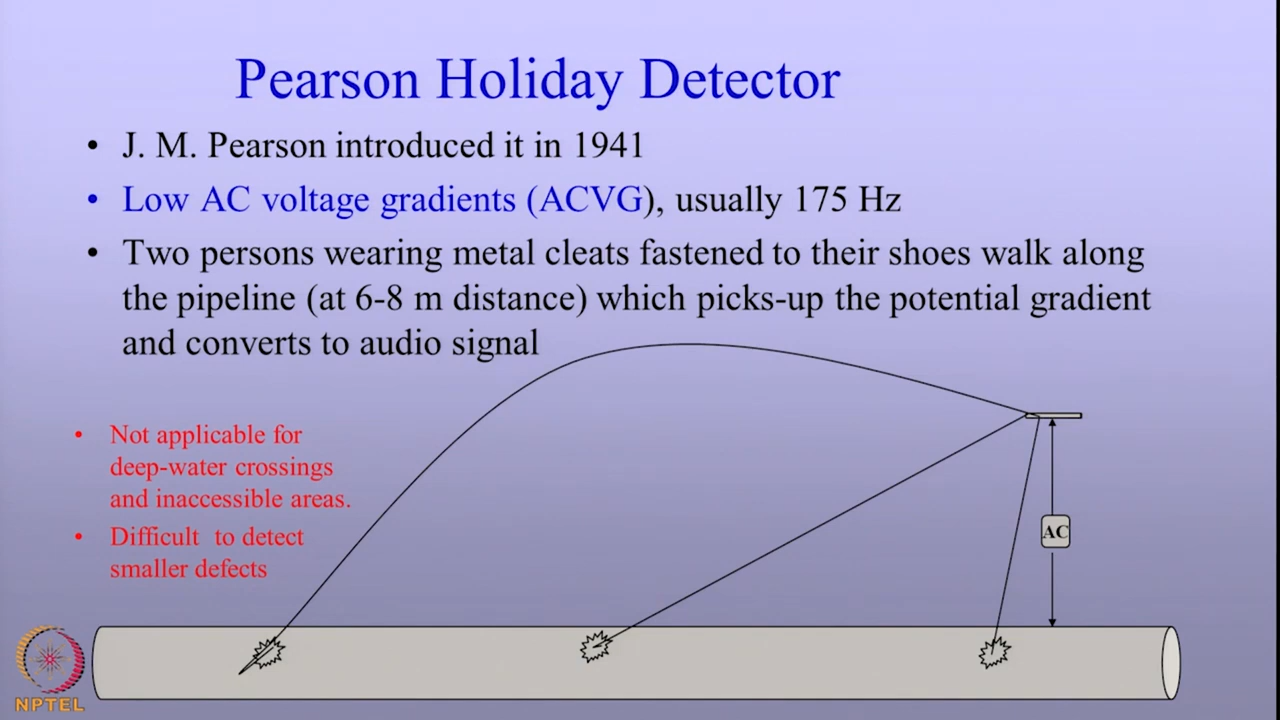 Pearson Holiday Detector
• J. M. Pearson introduced it in 1941
• Low AC voltage gradients (ACVG), usually 175 Hz
• Two persons wearing metal cleats fastened to their shoes walk along
the pipeline (at 6-8 m distance) which picks-up the potential gradient
and converts to audio signal
• Not applicable for
deep-water crossings
and inaccessible areas.
• Difficult to detect
smaller defects
AC
NPTEL